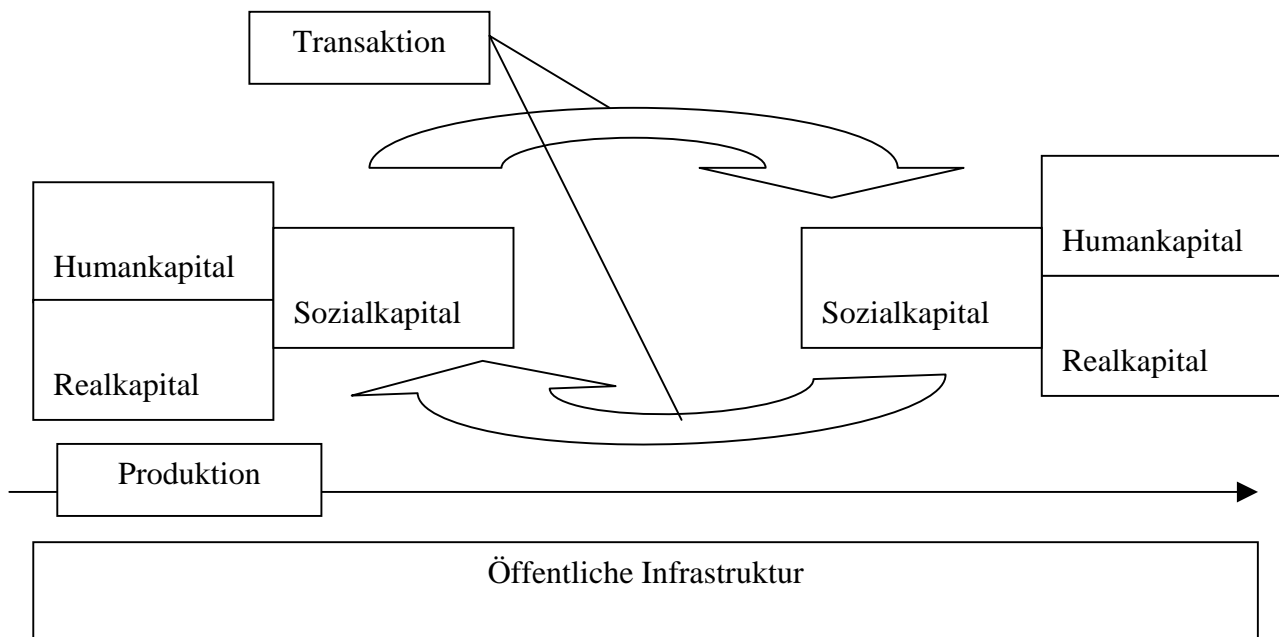 Transaktion
Humankapital
Sozialkapital
Realkapital
Humankapital
Sozialkapital
Realkapital
Produktion
Öffentliche Infrastruktur